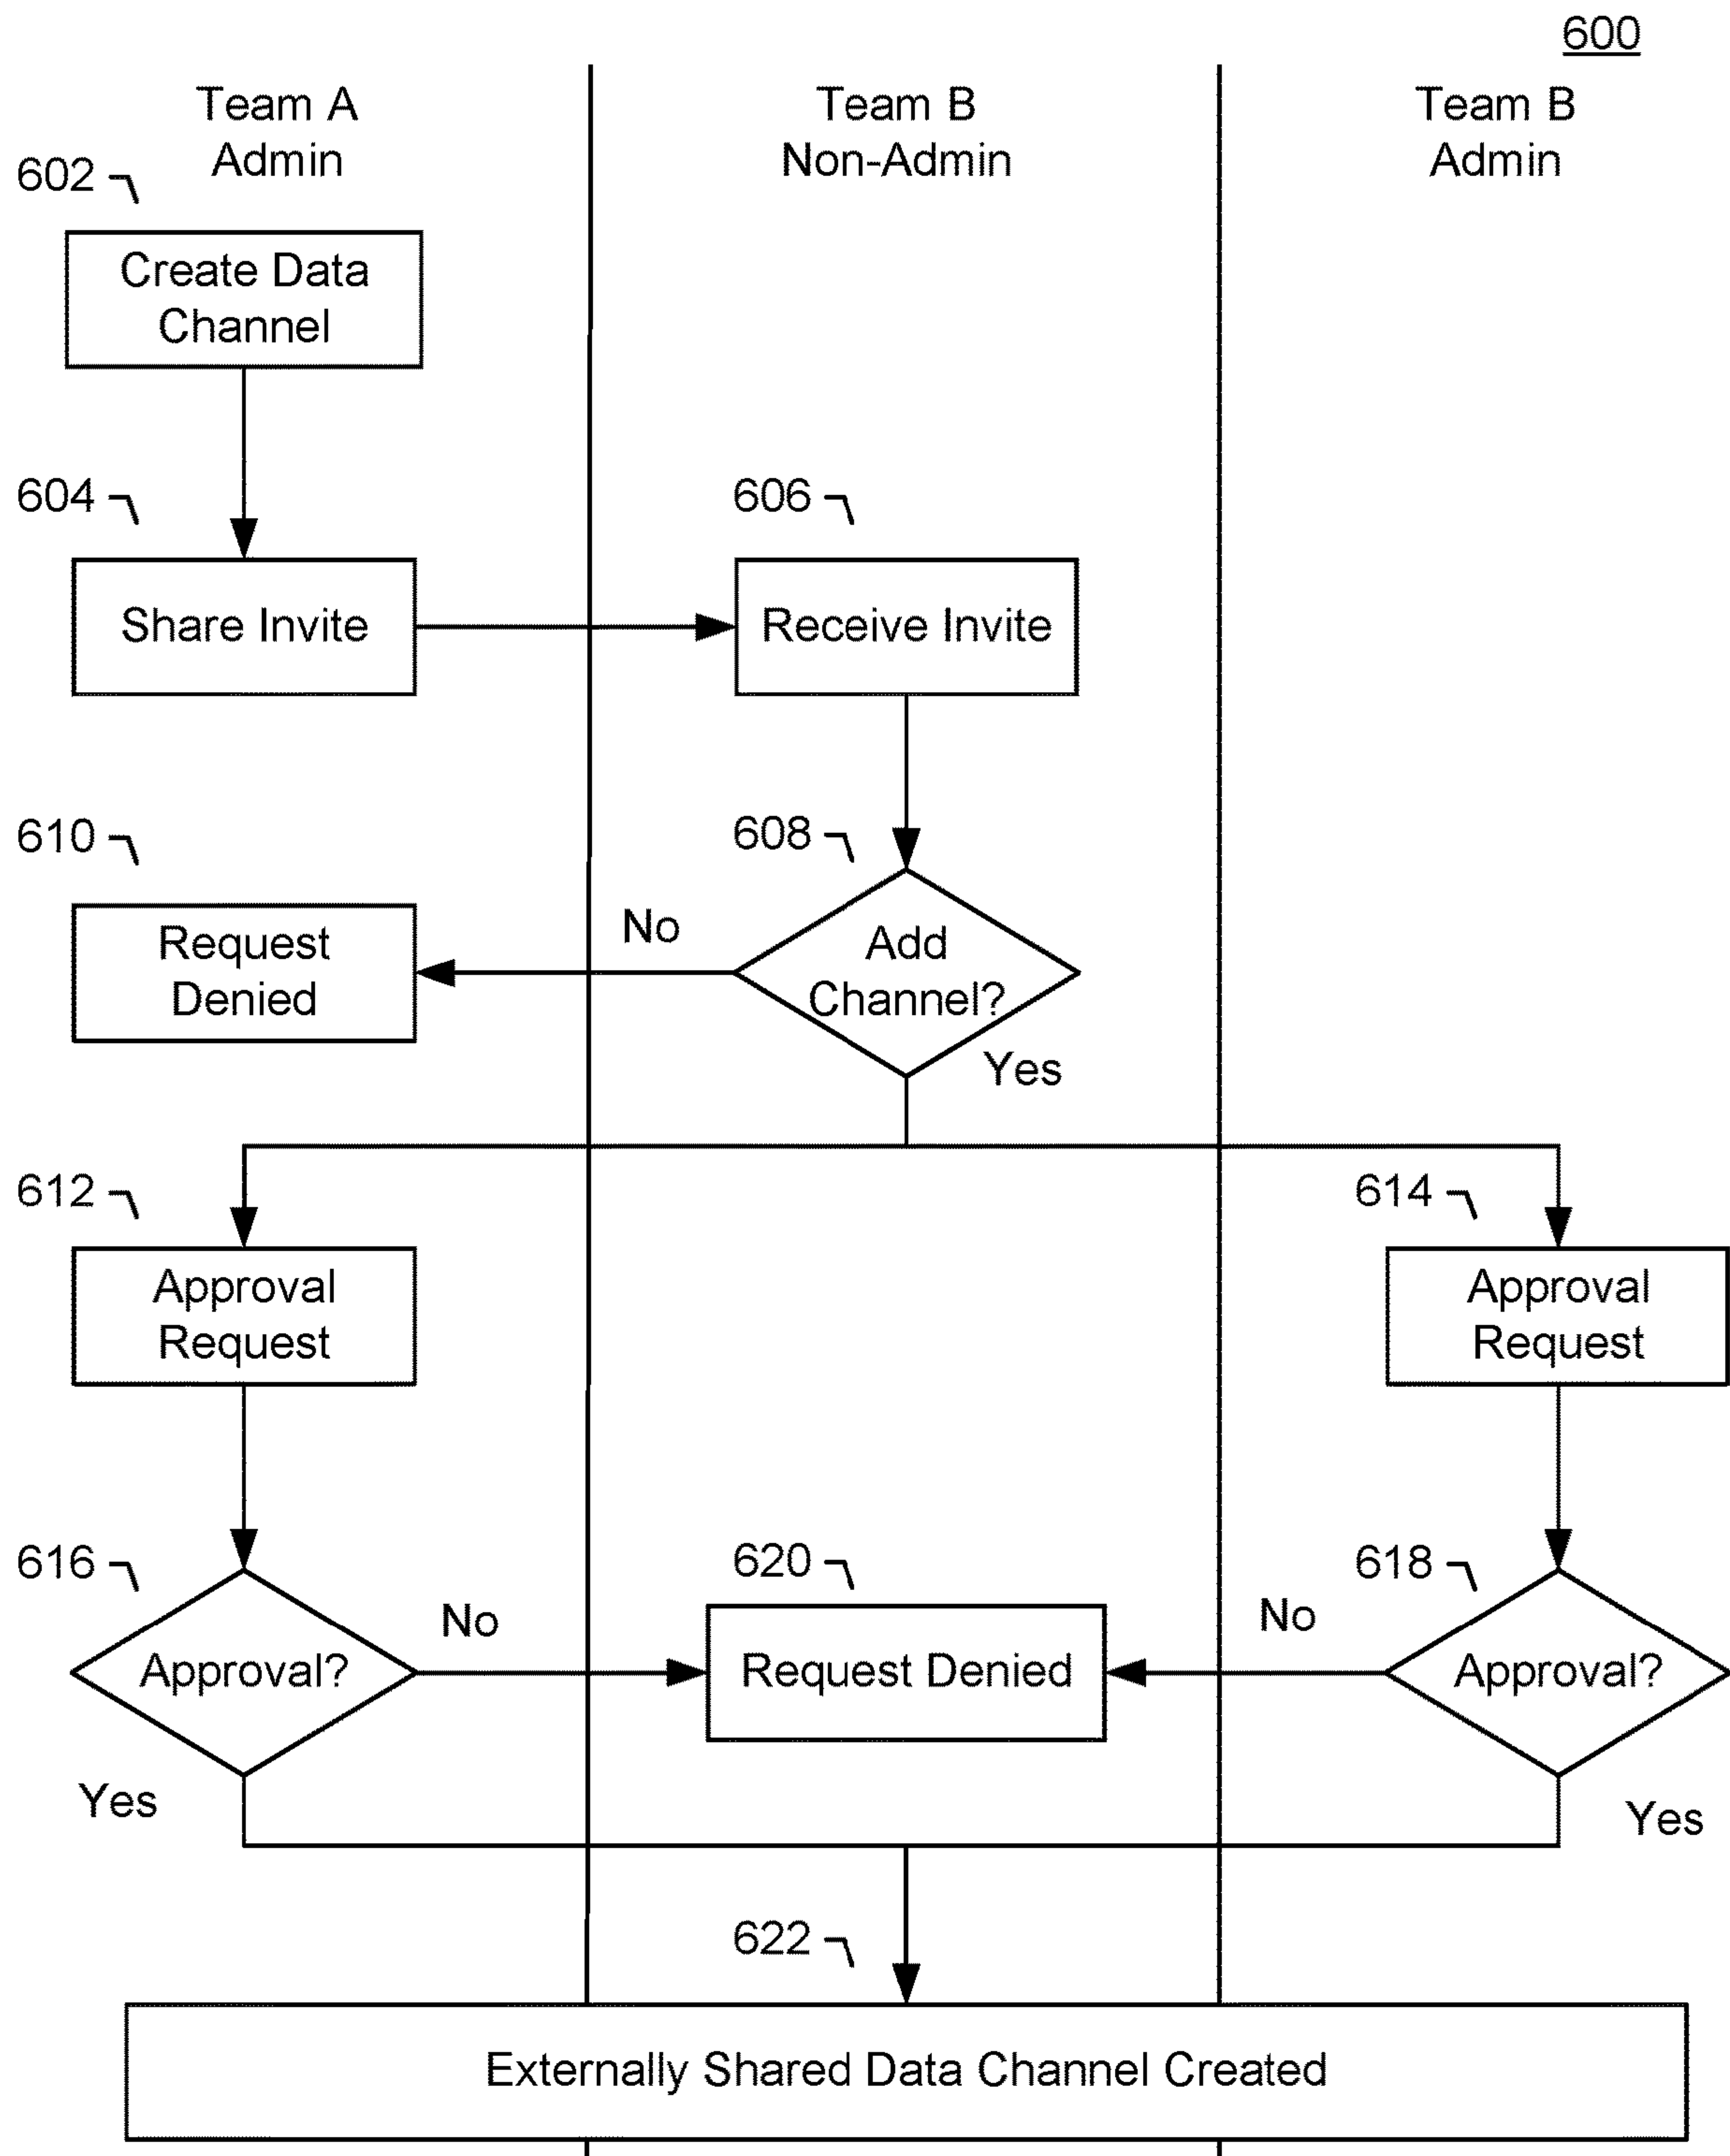 600
Team A
Admin
Team B
Non-Admin
Team B
Admin
602
Create Data
Channel
604
Share Invite
606
Receive Invite
610
Request
Denied
No
608
Add
Channel?
Yes
612
Approval
Request
614
Approval
Request
616
Approval?
No
Yes
620
Request Denied
618
No
Approval?
Yes
622
Externally Shared Data Channel Created